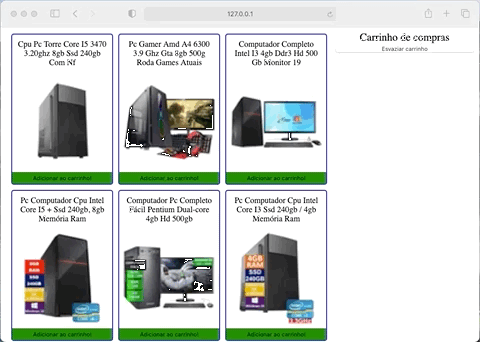 127.0.0.1
Cpu Pc Torre Core I5 3470
3.20ghz 8gb Ssd 240gb
Com Nf
Adicionar ao carrinho!
Pc Gamer Amd A4 6300
3.9 Ghz Gta 8gb 500g
Roda Games Atuais
Adicionar ao carrinho!
Computador Completo
Intel I3 4gb Ddr3 Hd 500
Gb Monitor 19
Adicionar ao carrinho!
Carrinho de compras
Esvaziar carrinho
Pc Computador Cpu Intel
Core I5 + Ssd 240gb, 8gb
Memória Ram
Adicionar ao carrinho!
Computador Pc Completo
Fácil Pentium Dual-core
4gb Hd 500gb
Adicionar ao carrinho!
Pc Computador Cpu Intel
Core I3 Ssd 240gb / 4gb
Memória Ram
4GB
RAM
SSD
240GB
Adicionar ao carrinho!